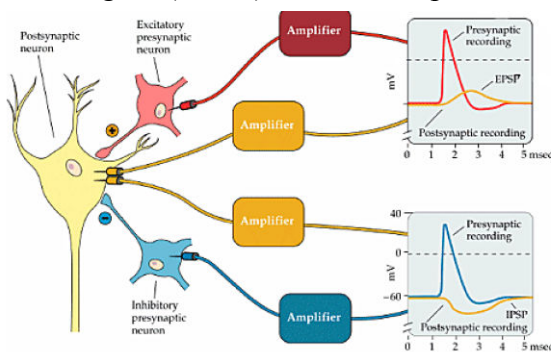 Postsynaptic
neuron
Excitatory
presynaptic
neuron
+
Amplifier
Amplifier
Presynaptic
recording
EPSP
mV
Postsynaptic recording
0 1 2 3 4 5 msec
Amplifier
Amplifier
−
Inhibitory
presynaptic
neuron
40
0
−60
mV
Presynaptic
recording
IPSP
Postsynaptic recording
0 1 2 3 4 5 msec